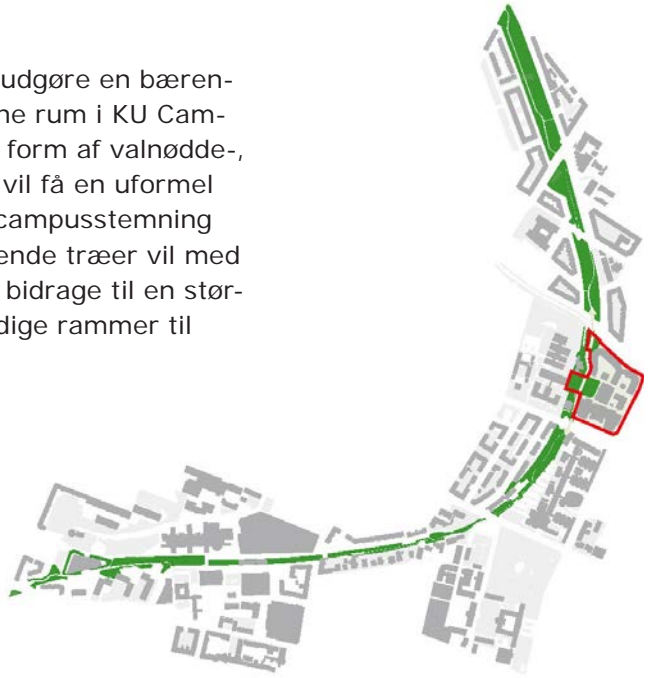 udgøre en bæren-
ne rum i KU Cam-
form af valnødde-,
vil få en uformel
campusstemning
ende træer vil med
bidrage til en stør-
dige rammer til